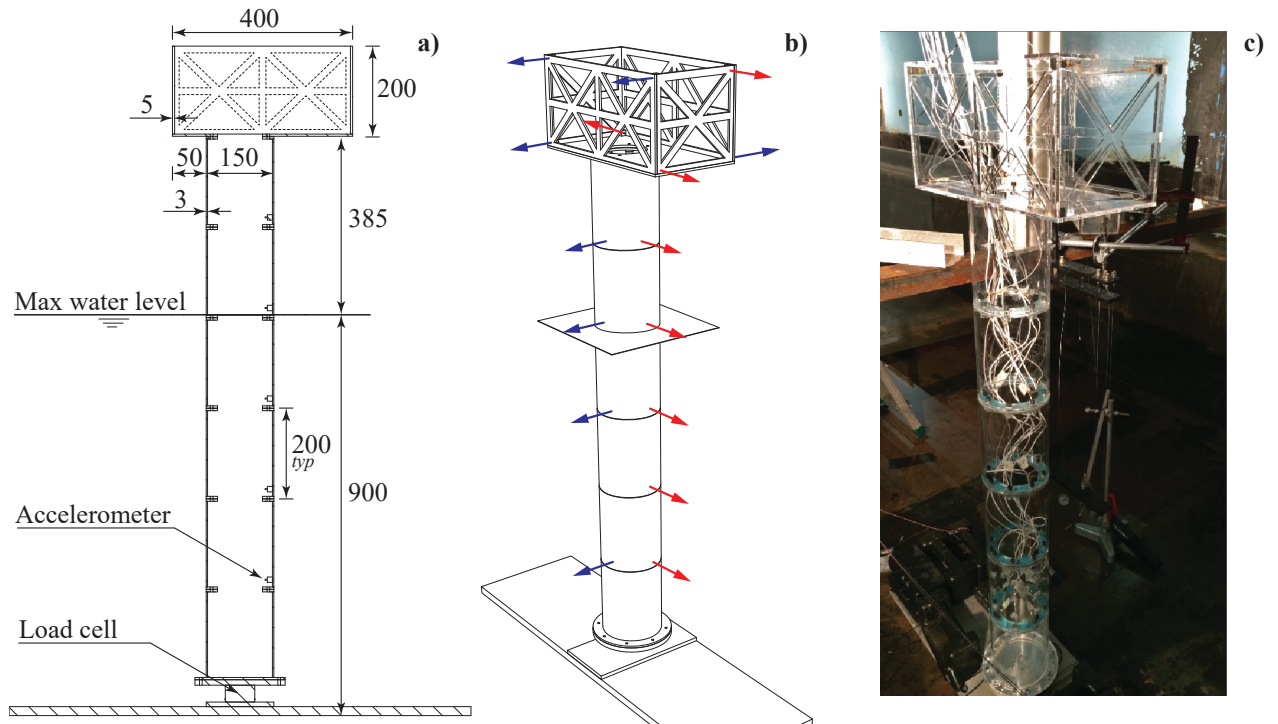 400
a)
b)
c)
200
5
50
150
3
385
Max water level
200
typ
900
Accelerometer
Load cell